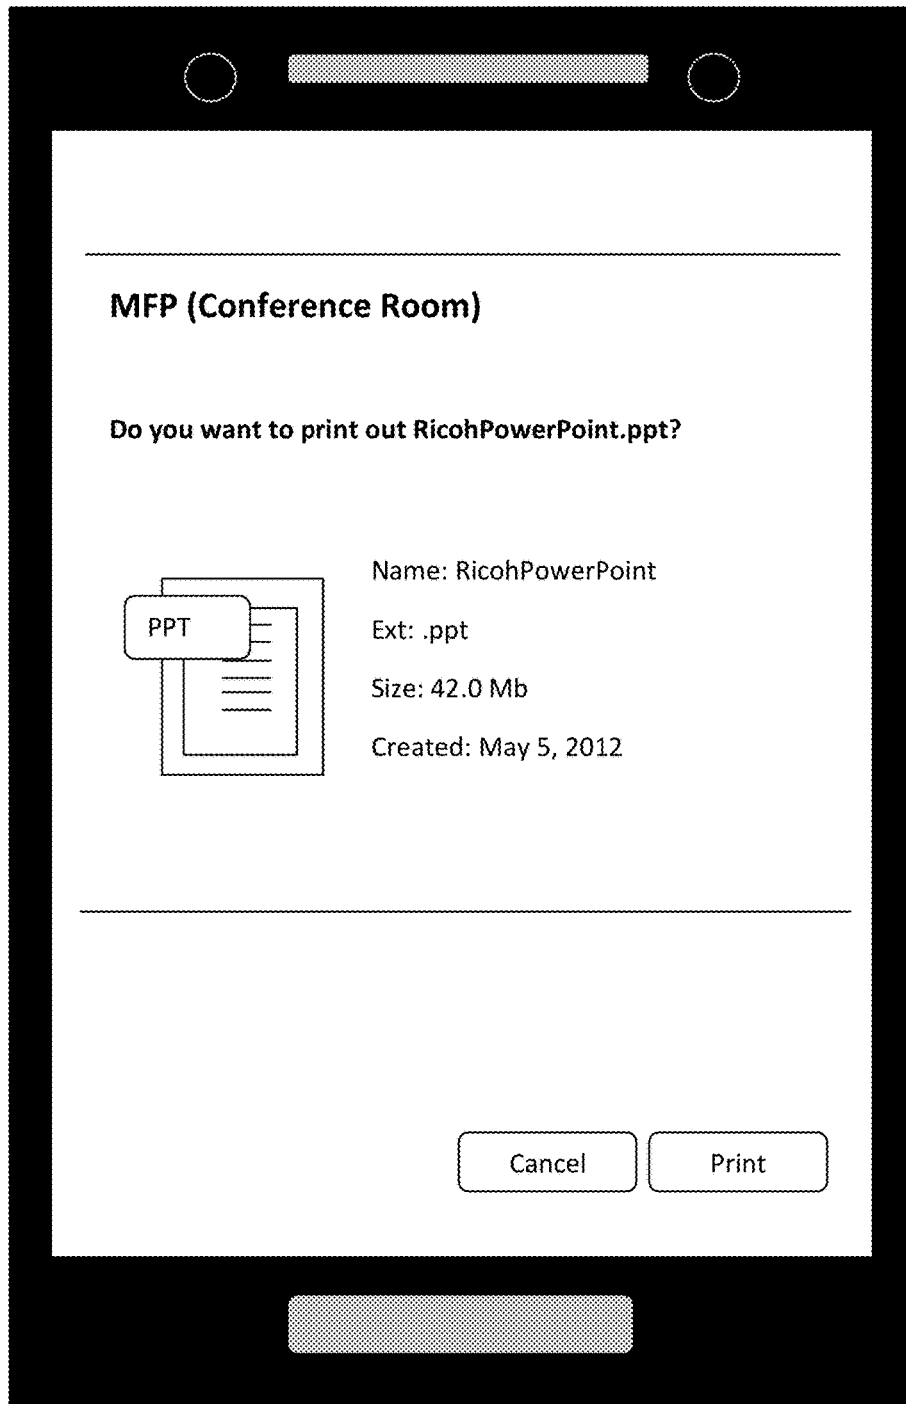 MFP (Conference Room)
Do you want to print out RicohPowerPoint.ppt?
PPT
Name: RicohPowerPoint
Ext: .ppt
Size: 42.0 Mb
Created: May 5, 2012
Cancel
Print